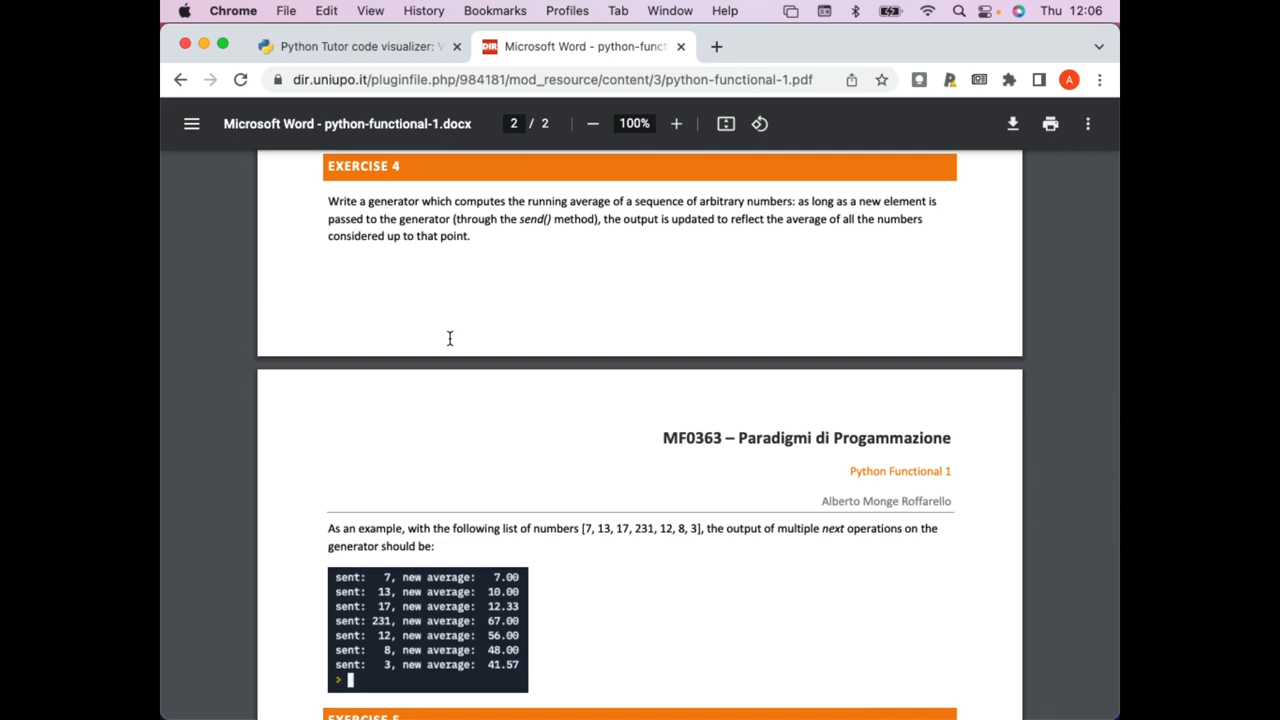 Chrome File Edit View History Bookmarks Profiles Tab Window Help Thu 12:06
Python Tutor code visualizer: V
DIR Microsoft Word - python-funct
dir.uniupo.it/pluginfile.php/984181/mod_resource/content/3/python-functional-1.pdf A
Microsoft Word - python-functional-1.docx 2 / 2 100%
EXERCISE 4
Write a generator which computes the running average of a sequence of arbitrary numbers: as long as a new element is
passed to the generator (through the send() method), the output is updated to reflect the average of all the numbers
considered up to that point.
MF0363 – Paradigmi di Progammazione
Python Functional 1
Alberto Monge Roffarello
As an example, with the following list of numbers [7, 13, 17, 231, 12, 8, 3], the output of multiple next operations on the
generator should be:
sent: 7, new average: 7.00
sent: 13, new average: 10.00
sent: 17, new average: 12.33
sent: 231, new average: 67.00
sent: 12, new average: 56.00
sent: 8, new average: 48.00
sent: 3, new average: 41.57
>
EXERCISE 5